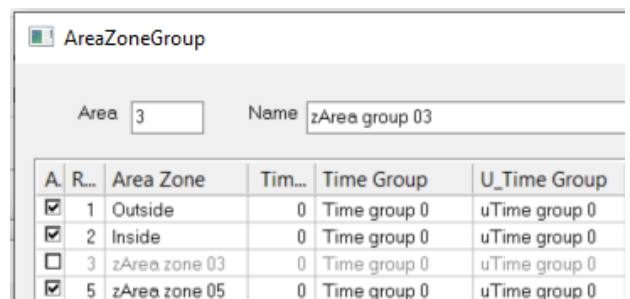 AreaZoneGroup
Area 3 Name zArea group 03
A. R... Area Zone Tim... Time Group U_Time Group
1 Outside 0 Time group 0 uTime group 0
2 Inside 0 Time group 0 uTime group 0
3 zArea zone 03 0 Time group 0 uTime group 0
5 zArea zone 05 0 Time group 0 uTime group 0